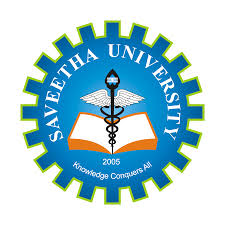 SAVEETHA UNIVERSITY
2005
Knowledge Conquers All